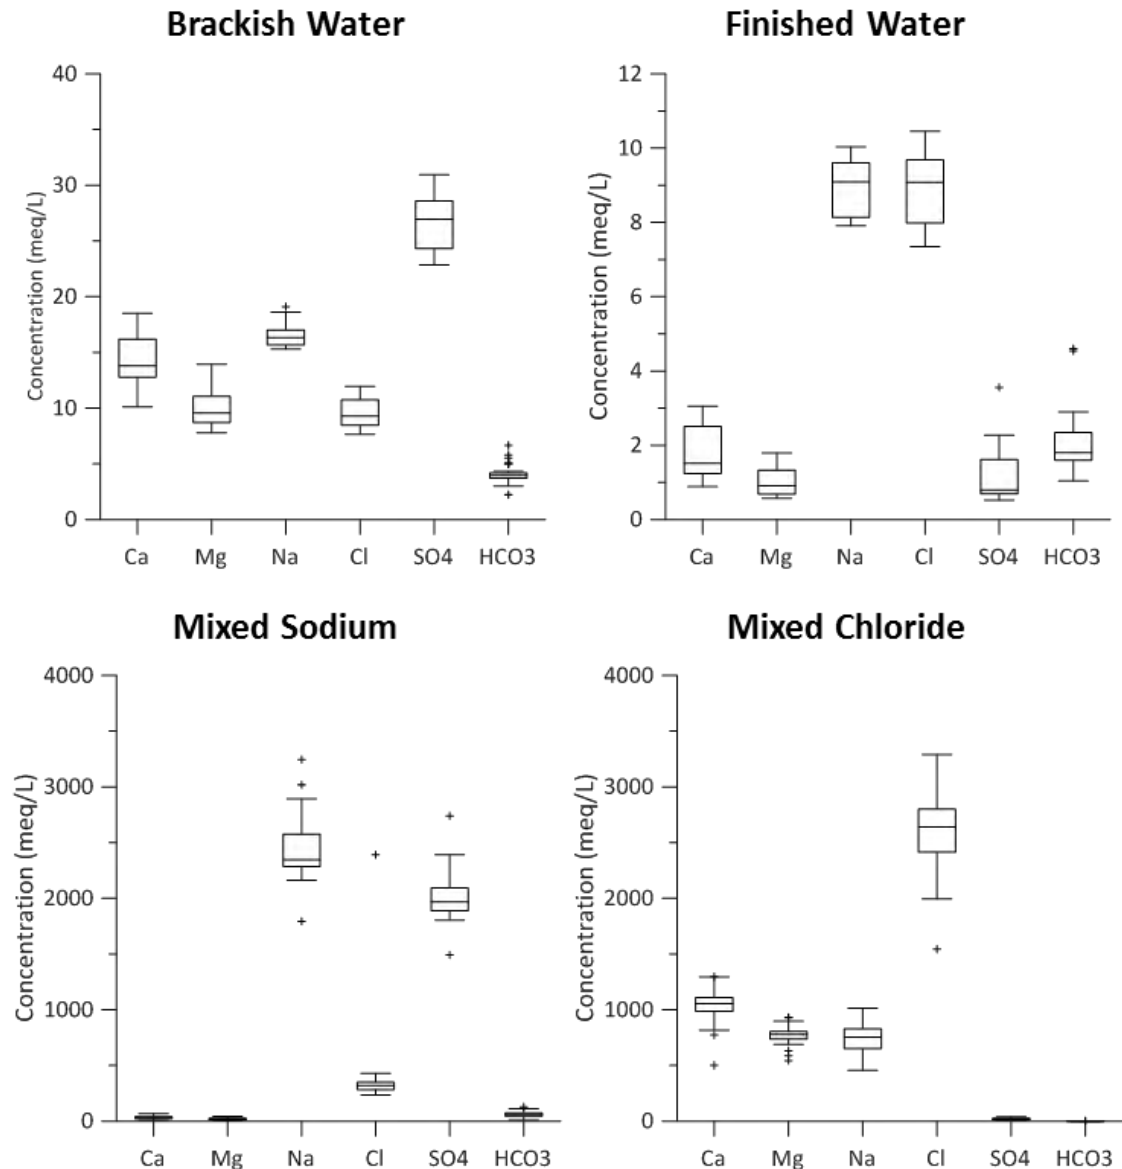 Brackish Water
Concentration (meq/L)
40
30
20
10
0
Ca Mg Na Cl SO4 HCO3
Finished Water
Concentration (meq/L)
12
10
8
6
4
2
0
Ca Mg Na Cl SO4 HCO3
Mixed Sodium
Concentration (meq/L)
4000
3000
2000
1000
0
Ca Mg Na Cl SO4 HCO3
Mixed Chloride
Concentration (meq/L)
4000
3000
2000
1000
0
Ca Mg Na Cl SO4 HCO3